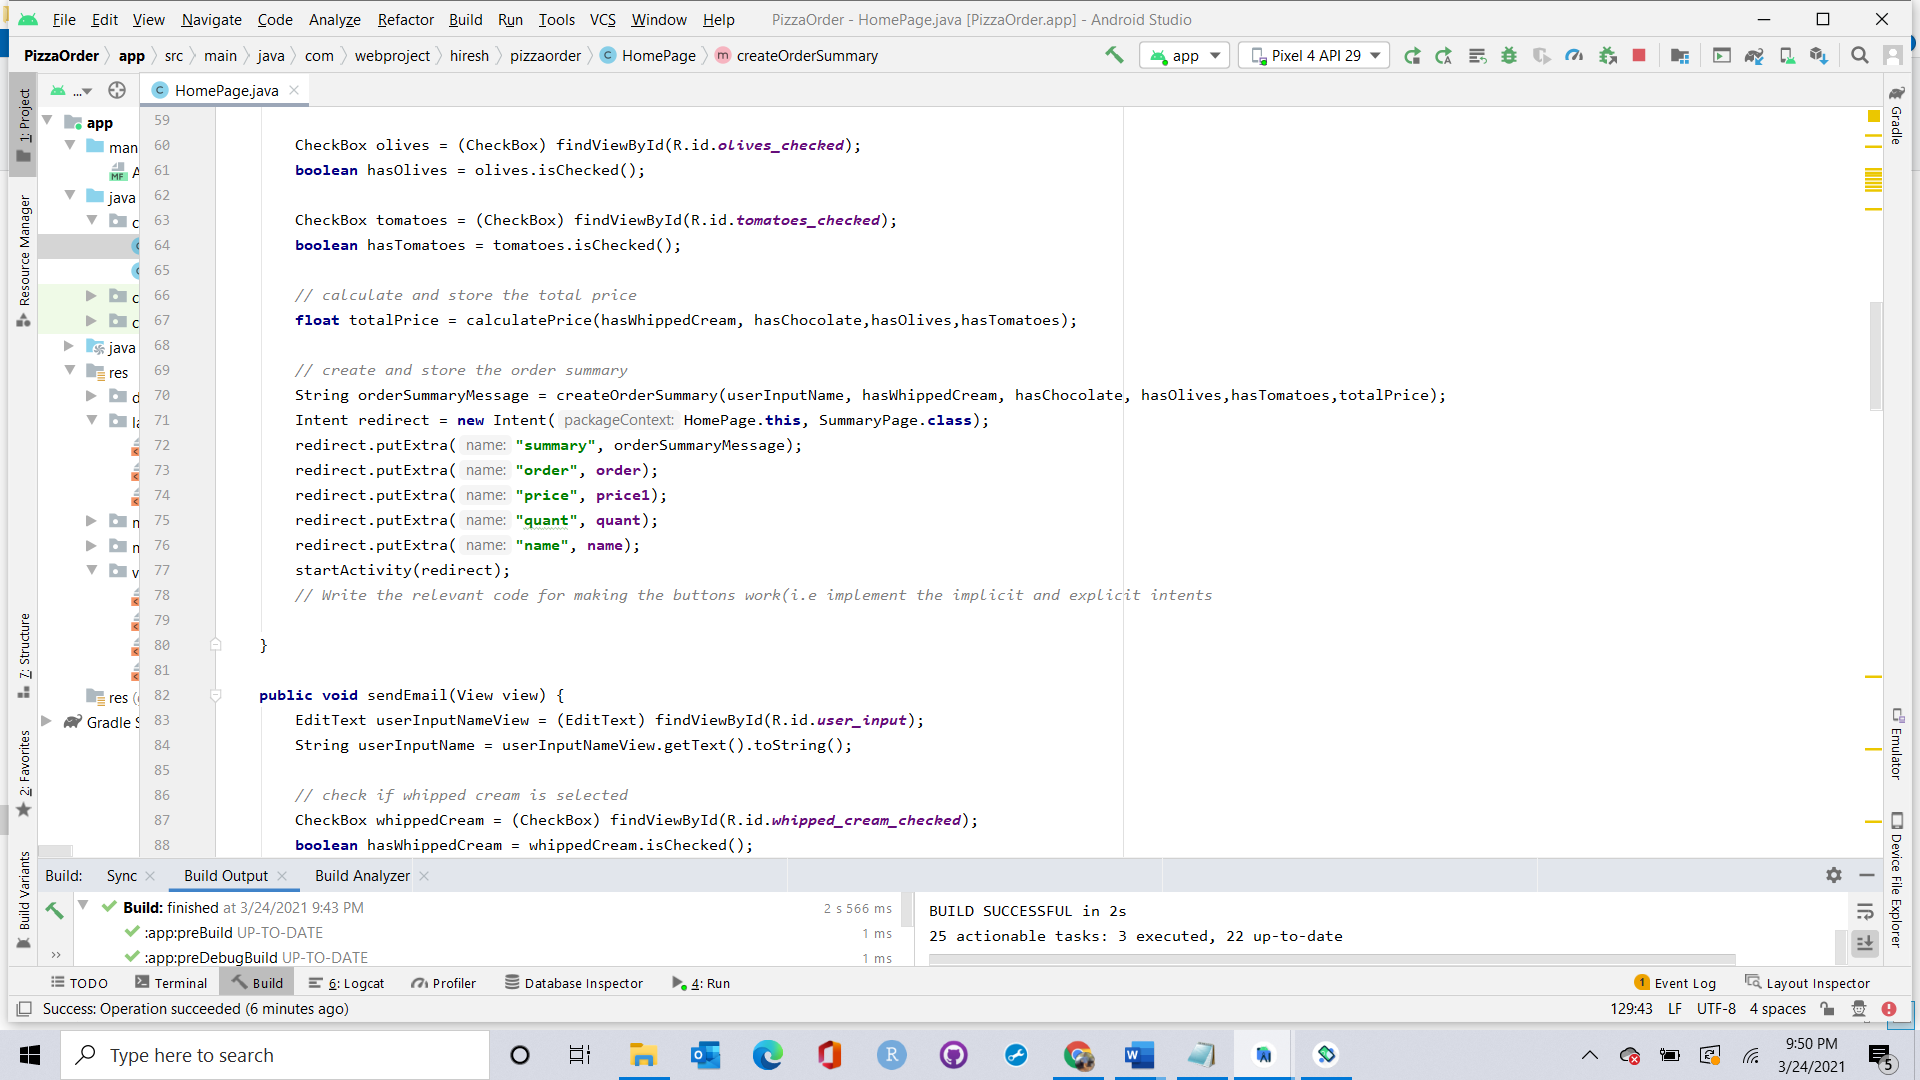 File Edit View Navigate Code Analyze Refactor Build Run Tools VCS Window Help PizzaOrder - HomePage.java [PizzaOrder.app] - Android Studio
PizzaOrder app src main java com webproject hiresh pizzaorder C HomePage m createOrderSummary app Pixel 4 API 29
1: Project
Resource Manager
7: Structure
2: Favorites
Build Variants
... C HomePage.java
app
man
MF A
java
c
c
c
java
res
d
la
m
m
v
res (
Gradle S
59
60 CheckBox olives = (CheckBox) findViewById(R.id.olives_checked);
61 boolean hasOlives = olives.isChecked();
62
63 CheckBox tomatoes = (CheckBox) findViewById(R.id.tomatoes_checked);
64 boolean hasTomatoes = tomatoes.isChecked();
65
66 // calculate and store the total price
67 float totalPrice = calculatePrice(hasWhippedCream, hasChocolate,hasOlives,hasTomatoes);
68
69 // create and store the order summary
70 String orderSummaryMessage = createOrderSummary(userInputName, hasWhippedCream, hasChocolate, hasOlives,hasTomatoes,totalPrice);
71 Intent redirect = new Intent( packageContext: HomePage.this, SummaryPage.class);
72 redirect.putExtra( name: "summary", orderSummaryMessage);
73 redirect.putExtra( name: "order", order);
74 redirect.putExtra( name: "price", price1);
75 redirect.putExtra( name: "quant", quant);
76 redirect.putExtra( name: "name", name);
77 startActivity(redirect);
78 // Write the relevant code for making the buttons work(i.e implement the implicit and explicit intents
79
80 }
81
82 public void sendEmail(View view) {
83 EditText userInputNameView = (EditText) findViewById(R.id.user_input);
84 String userInputName = userInputNameView.getText().toString();
85
86 // check if whipped cream is selected
87 CheckBox whippedCream = (CheckBox) findViewById(R.id.whipped_cream_checked);
88 boolean hasWhippedCream = whippedCream.isChecked();
Gradle
Emulator
Device File Explorer
Build: Sync Build Output Build Analyzer
Build: finished at 3/24/2021 9:43 PM 2 s 566 ms
:app:preBuild UP-TO-DATE 1 ms
:app:preDebugBuild UP-TO-DATE 1 ms
BUILD SUCCESSFUL in 2s
25 actionable tasks: 3 executed, 22 up-to-date
TODO Terminal Build 6: Logcat Profiler Database Inspector 4: Run 1 Event Log Layout Inspector
Success: Operation succeeded (6 minutes ago) 129:43 LF UTF-8 4 spaces
Type here to search
9:50 PM
3/24/2021
5